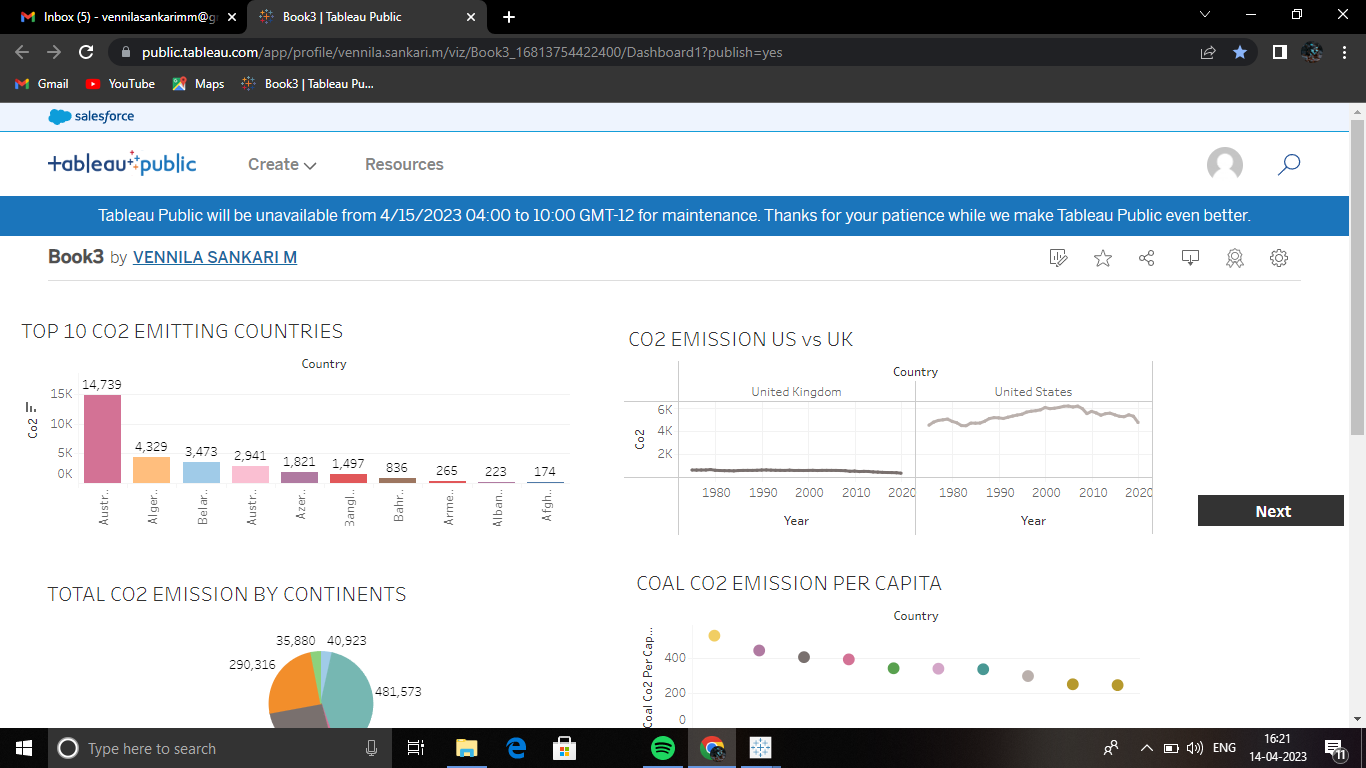 Inbox (5) - vennilasankarimm@g
Book3 | Tableau Public
public.tableau.com/app/profile/vennila.sankari.m/viz/Book3_16813754422400/Dashboard1?publish=yes
Gmail YouTube Maps Book3 | Tableau Pu...
salesforce
+ableau+public Create Resources
Tableau Public will be unavailable from 4/15/2023 04:00 to 10:00 GMT-12 for maintenance. Thanks for your patience while we make Tableau Public even better.
Book3 by VENNILA SANKARI M
TOP 10 CO2 EMITTING COUNTRIES
Country
Co2
15K
10K
5K
0K
14,739
4,329
3,473
2,941
1,821
1,497
836
265
223
174
Austr..
Alger..
Belar..
Austr..
Azer..
Bangl..
Bahr..
Arme..
Alban..
Afgh..
CO2 EMISSION US vs UK
Country
United Kingdom United States
Co2
6K
4K
2K
1980 1990 2000 2010 2020 1980 1990 2000 2010 2020
Year Year
Next
TOTAL CO2 EMISSION BY CONTINENTS
35,880 40,923
290,316
481,573
COAL CO2 EMISSION PER CAPITA
Country
Coal Co2 Per Cap...
400
200
0
Type here to search
ENG
16:21
14-04-2023
11